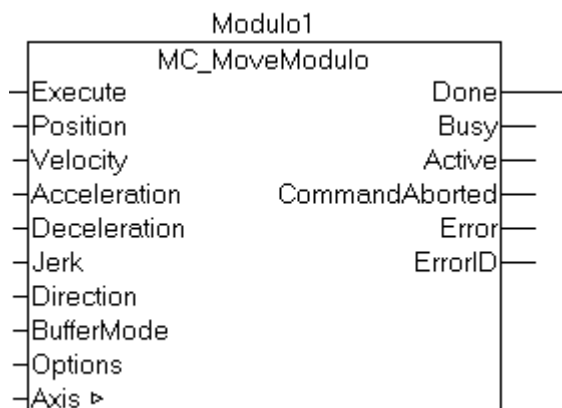 Modulo1
MC_MoveModulo
Execute Done
Position Busy
Velocity Active
Acceleration CommandAborted
Deceleration Error
Jerk ErrorID
Direction
BufferMode
Options
Axis ▷